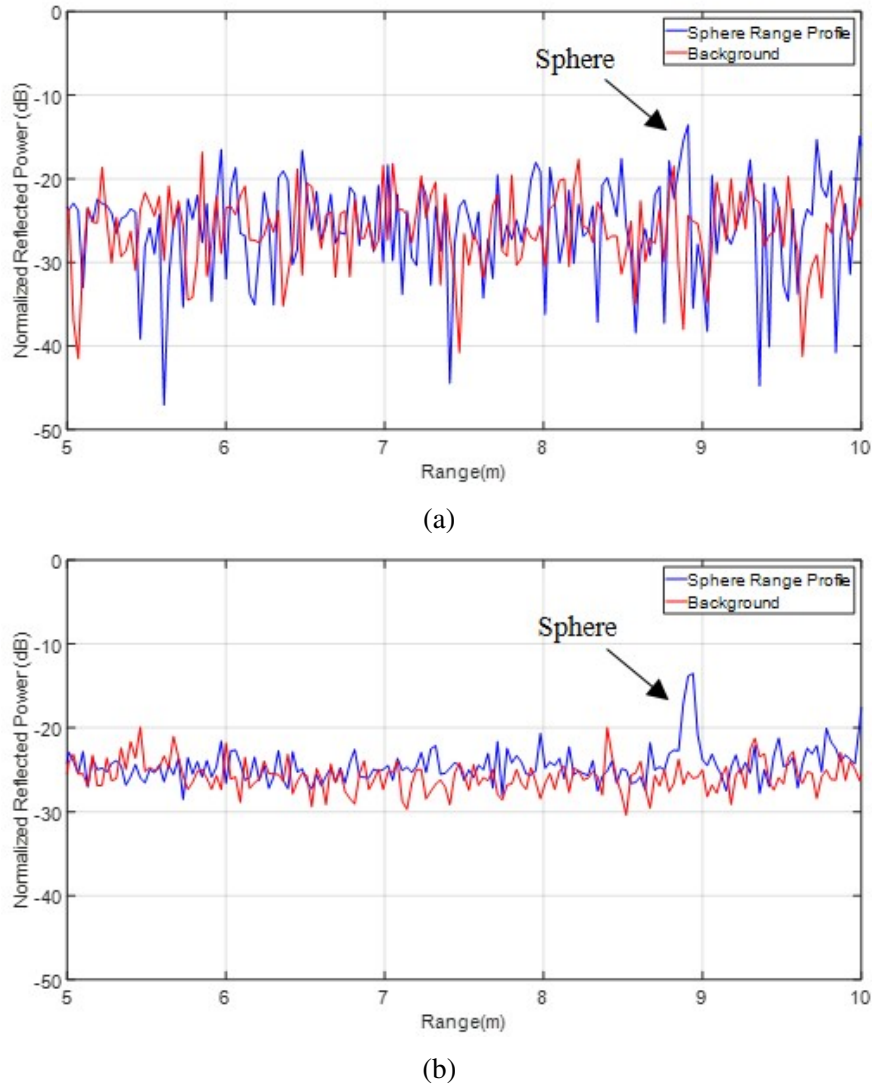 0
Sphere Range Profile
Background
Sphere
-10
-20
-30
-40
-50
Normalized Reflected Power (dB)
5 6 7 8 9 10
Range(m)
(a)
0
Sphere Range Profile
Background
Sphere
-10
-20
-30
-40
-50
Normalized Reflected Power (dB)
5 6 7 8 9 10
Range(m)
(b)